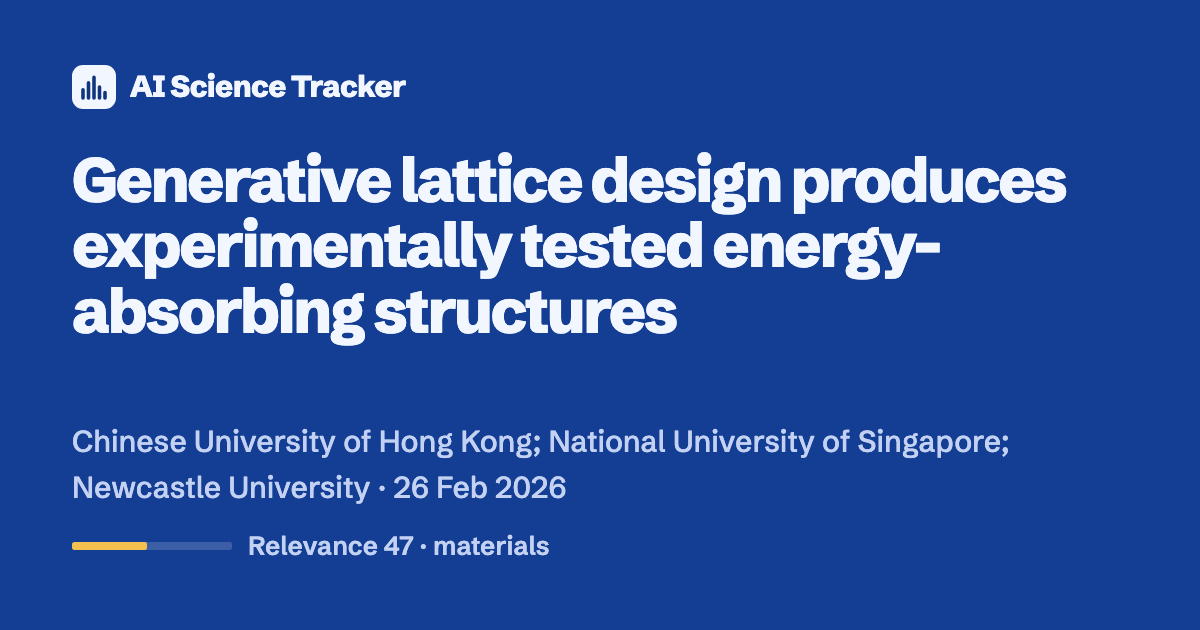 AI Science Tracker
Generative lattice design produces
experimentally tested energy-
absorbing structures
Chinese University of Hong Kong; National University of Singapore;
Newcastle University · 26 Feb 2026
Relevance 47 · materials